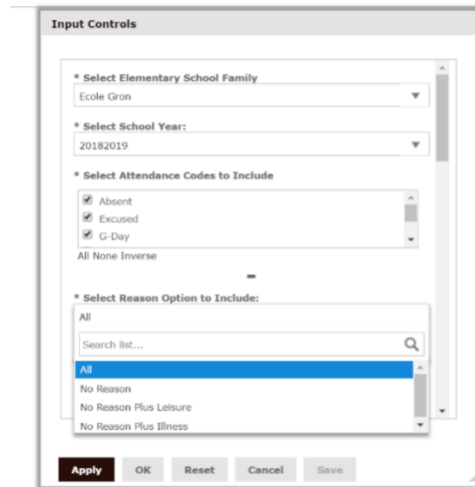 Input Controls
* Select Elementary School Family
Ecole Gron
* Select School Year:
20182019
* Select Attendance Codes to Include
Absent
Excused
G-Day
All None Inverse
* Select Reason Option to Include:
All
Search list...
All
No Reason
No Reason Plus Leisure
No Reason Plus Illness
Apply OK Reset Cancel Save